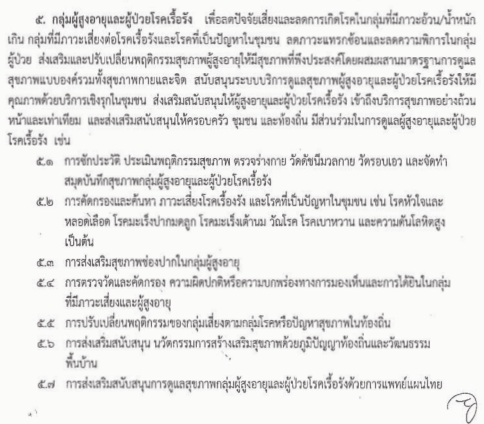 ๕. กลุ่มผู้สูงอายุและผู้ป่วยโรคเรื้อรัง เพื่อลดปัจจัยเสี่ยงและลดการเกิดโรคในกลุ่มที่มีภาวะอ้วน/น้ำหนัก
เกิน กลุ่มที่มีภาวะเสี่ยงต่อโรคเรื้อรังและโรคที่เป็นปัญหาในชุมชน ลดภาวะแทรกซ้อนและลดความพิการในกลุ่ม
ผู้ป่วย ส่งเสริมและปรับเปลี่ยนพฤติกรรมสุขภาพผู้สูงอายุให้มีสุขภาพที่พึงประสงค์โดยผสมผสานมาตรฐานการดูแล
สุขภาพแบบองค์รวมทั้งสุขภาพกายและจิต สนับสนุนระบบบริการดูแลสุขภาพผู้สูงอายุและผู้ป่วยโรคเรื้อรังให้มี
คุณภาพด้วยบริการเชิงรุกในชุมชน ส่งเสริมสนับสนุนให้ผู้สูงอายุและผู้ป่วยโรคเรื้อรัง เข้าถึงบริการสุขภาพอย่างถ้วน
หน้าและเท่าเทียม และส่งเสริมสนับสนุนให้ครอบครัว ชุมชน และท้องถิ่น มีส่วนร่วมในการดูแลผู้สูงอายุและผู้ป่วย
โรคเรื้อรัง เช่น
๕.๑ การซักประวัติ ประเมินพฤติกรรมสุขภาพ ตรวจร่างกาย วัดดัชนีมวลกาย วัดรอบเอว และจัดทำ
สมุดบันทึกสุขภาพกลุ่มผู้สูงอายุและผู้ป่วยโรคเรื้อรัง
๕.๒ การคัดกรองและค้นหา ภาวะเสี่ยงโรคเรื้องรัง และโรคที่เป็นปัญหาในชุมชน เช่น โรคหัวใจและ
หลอดเลือด โรคมะเร็งปากมดลูก โรคมะเร็งเต้านม วัณโรค โรคเบาหวาน และความดันโลหิตสูง
เป็นต้น
๕.๓ การส่งเสริมสุขภาพช่องปากในกลุ่มผู้สูงอายุ
๕.๔ การตรวจวัดและคัดกรอง ความผิดปกติหรือความบกพร่องทางการมองเห็นและการได้ยินในกลุ่ม
ที่มีภาวะเสี่ยงและผู้สูงอายุ
๕.๕ การปรับเปลี่ยนพฤติกรรมของกลุ่มเสี่ยงตามกลุ่มโรคหรือปัญหาสุขภาพในท้องถิ่น
๕.๖ การส่งเสริมสนับสนุน นวัตกรรมการสร้างเสริมสุขภาพด้วยภูมิปัญญาท้องถิ่นและวัฒนธรรม
พื้นบ้าน
๕.๗ การส่งเสริมสนับสนุนการดูแลสุขภาพกลุ่มผู้สูงอายุและผู้ป่วยโรคเรื้อรังด้วยการแพทย์แผนไทย